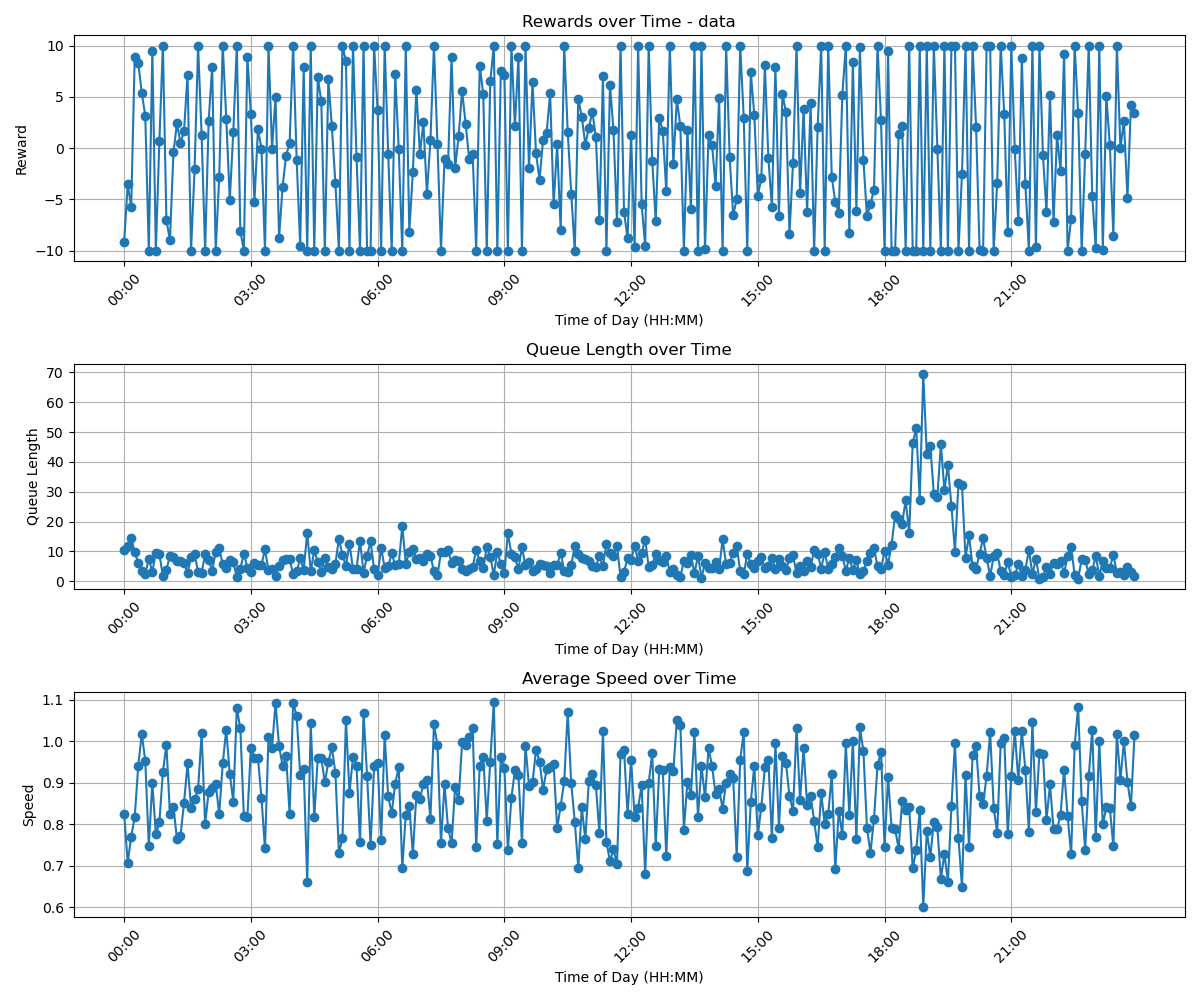 Rewards over Time - data
10
5
0
−5
−10
Reward
00:00 03:00 06:00 09:00 12:00 15:00 18:00 21:00
Time of Day (HH:MM)
Queue Length over Time
70
60
50
40
30
20
10
0
Queue Length
00:00 03:00 06:00 09:00 12:00 15:00 18:00 21:00
Time of Day (HH:MM)
Average Speed over Time
1.1
1.0
0.9
0.8
0.7
0.6
Speed
00:00 03:00 06:00 09:00 12:00 15:00 18:00 21:00
Time of Day (HH:MM)